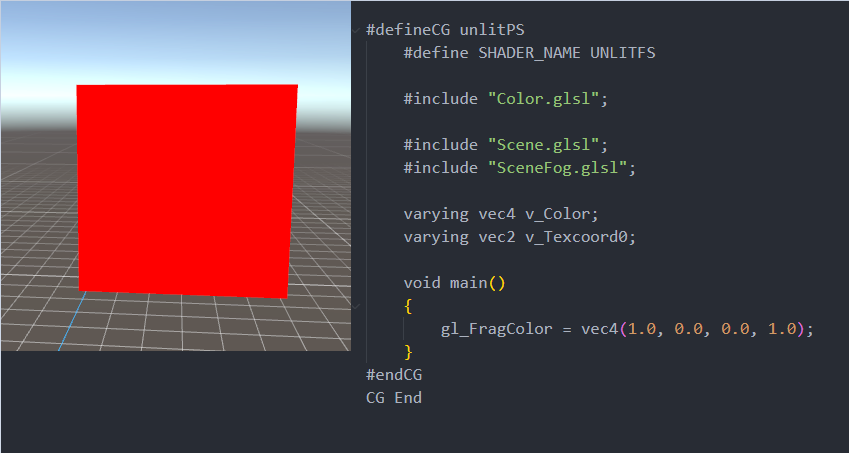 #defineCG unlitPS
#define SHADER_NAME UNLITFS
#include "Color.glsl";
#include "Scene.glsl";
#include "SceneFog.glsl";
varying vec4 v_Color;
varying vec2 v_Texcoord0;
void main()
{
gl_FragColor = vec4(1.0, 0.0, 0.0, 1.0);
}
#endCG
CG End